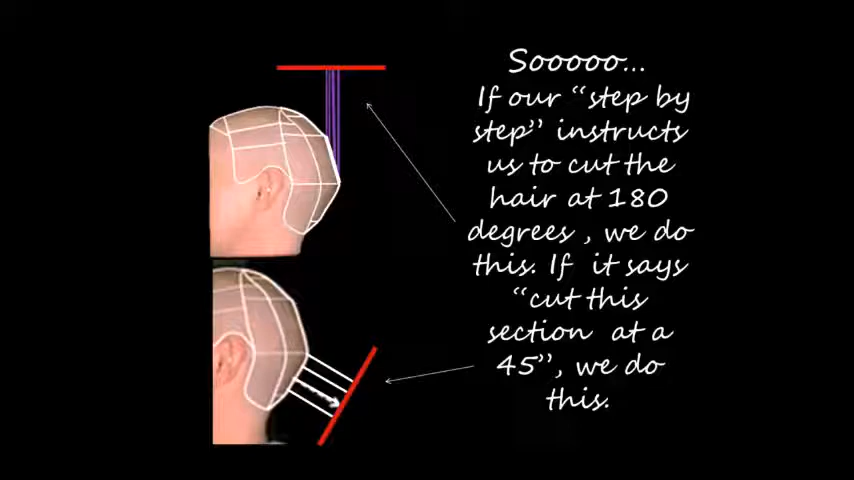 Sooooo...
If our “step by
step” instructs
us to cut the
hair at 180
degrees , we do
this. If it says
“cut this
section at a
45”, we do
this.